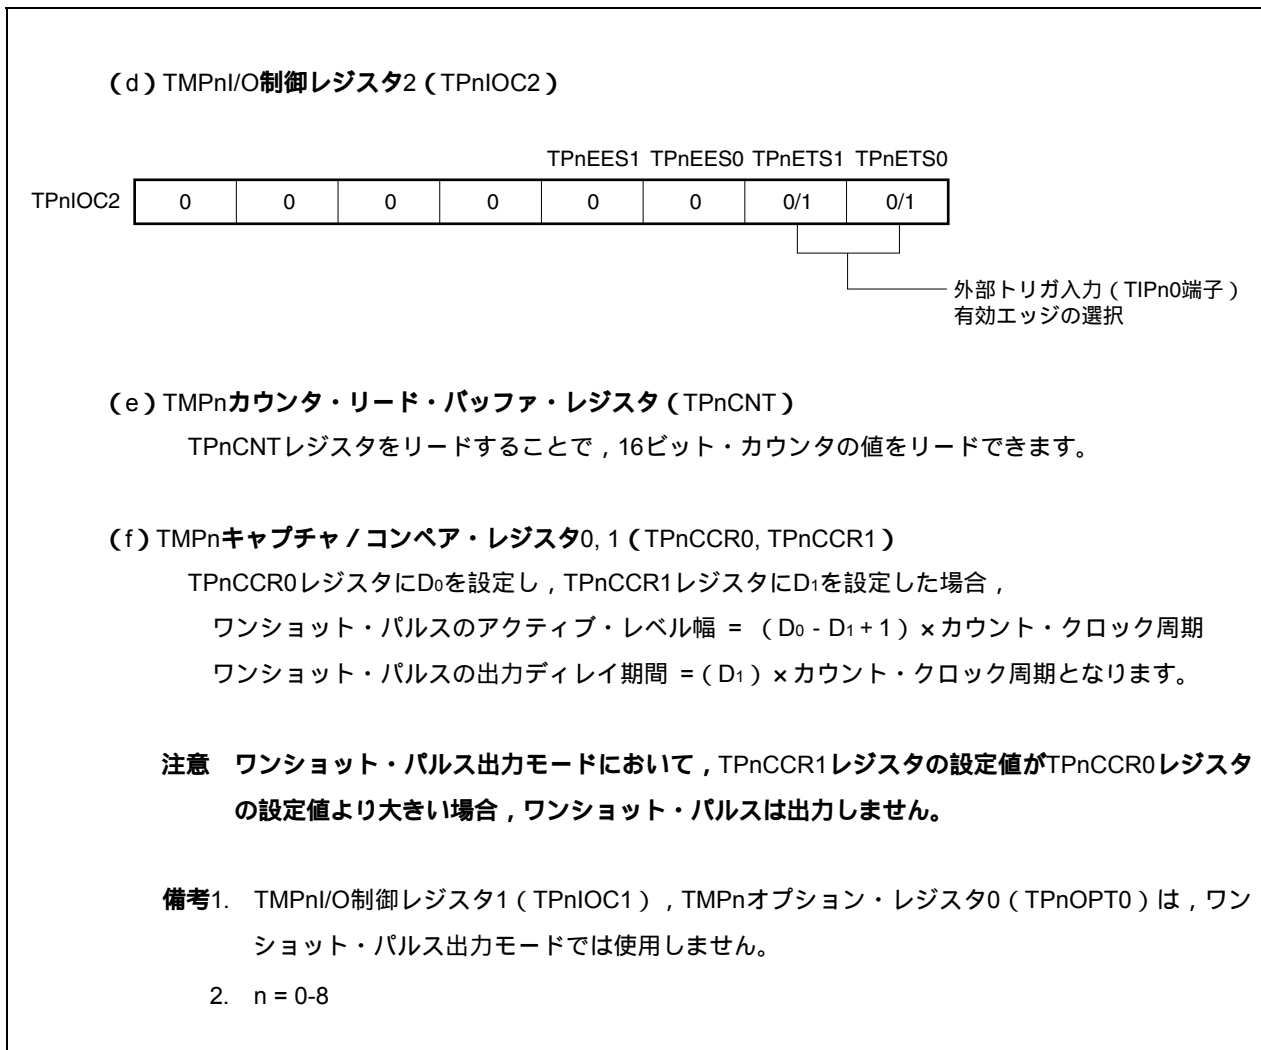 (d) TMPnI/O制御レジスタ2 (TPnIOC2)
TPnEES1 TPnEES0 TPnETS1 TPnETS0
TPnIOC2 0 0 0 0 0 0 0/1 0/1
外部トリガ入力（TIPn0端子）
有効エッジの選択
(e) TMPnカウンタ・リード・バッファ・レジスタ (TPnCNT)
TPnCNTレジスタをリードすることで，16ビット・カウンタの値をリードできます。
(f) TMPnキャプチャ／コンペア・レジスタ0, 1 (TPnCCR0, TPnCCR1)
TPnCCR0レジスタにD0を設定し，TPnCCR1レジスタにD1を設定した場合，
ワンショット・パルスのアクティブ・レベル幅 = （D0 - D1 + 1）×カウント・クロック周期
ワンショット・パルスの出力ディレイ期間 =（D1）×カウント・クロック周期となります。
注意 ワンショット・パルス出力モードにおいて，TPnCCR1レジスタの設定値がTPnCCR0レジスタ
の設定値より大きい場合，ワンショット・パルスは出力しません。
備考1. TMPnI/O制御レジスタ1（TPnIOC1），TMPnオプション・レジスタ0（TPnOPT0）は，ワン
ショット・パルス出力モードでは使用しません。
2. n = 0-8